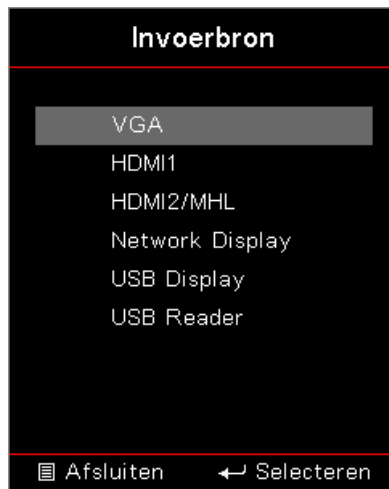 Invoerbron
VGA
HDMI1
HDMI2/MHL
Network Display
USB Display
USB Reader
Afsluiten Selecteren